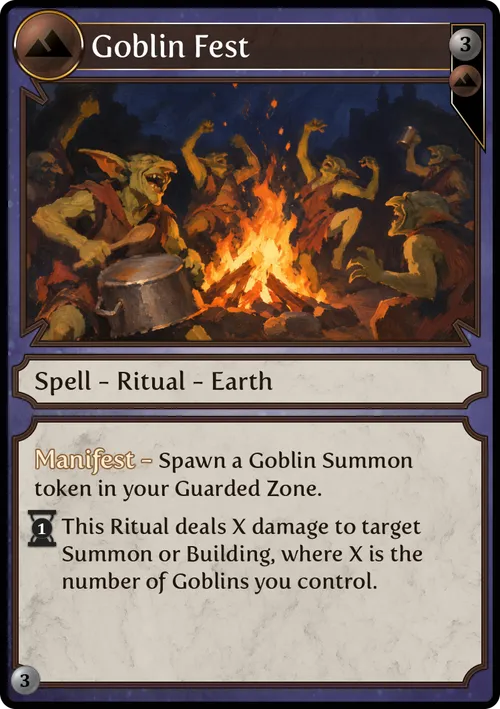 Goblin Fest
3
Spell - Ritual - Earth
Manifest - Spawn a Goblin Summon
token in your Guarded Zone.
1 This Ritual deals X damage to target
Summon or Building, where X is the
number of Goblins you control.
3